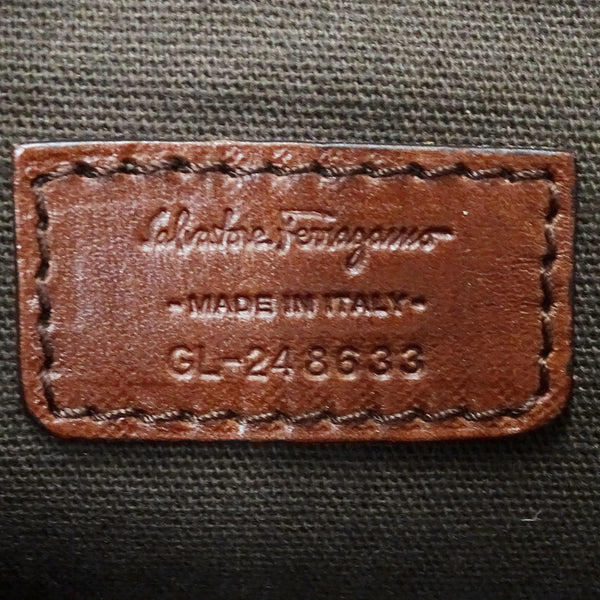 Salvatore Ferragamo
-MADE IN ITALY-
GL-248633